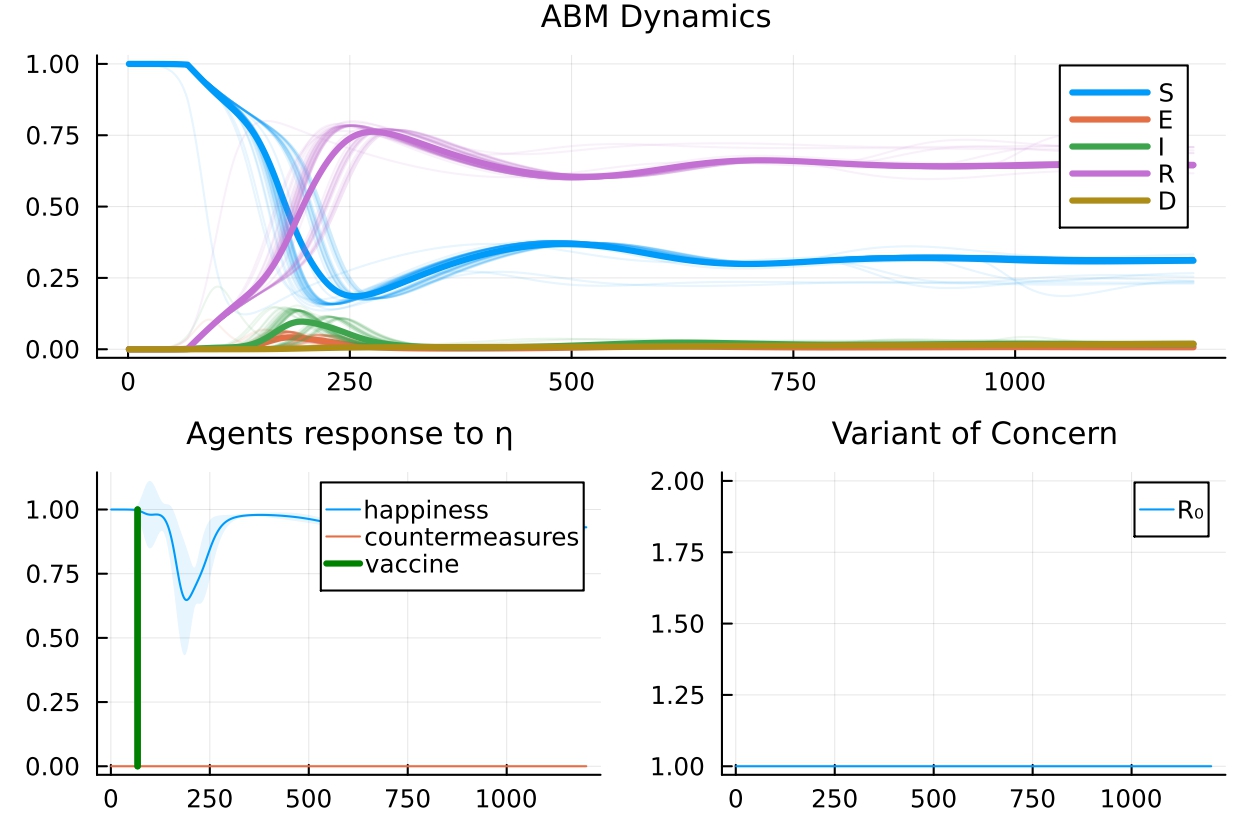 ABM Dynamics
1.00
0.75
0.50
0.25
0.00
S
E
I
R
D
0 250 500 750 1000
Agents response to η
1.00
0.75
0.50
0.25
0.00
happiness
countermeasures
vaccine
0 250 500 750 1000
Variant of Concern
2.00
1.75
1.50
1.25
1.00
R₀
0 250 500 750 1000